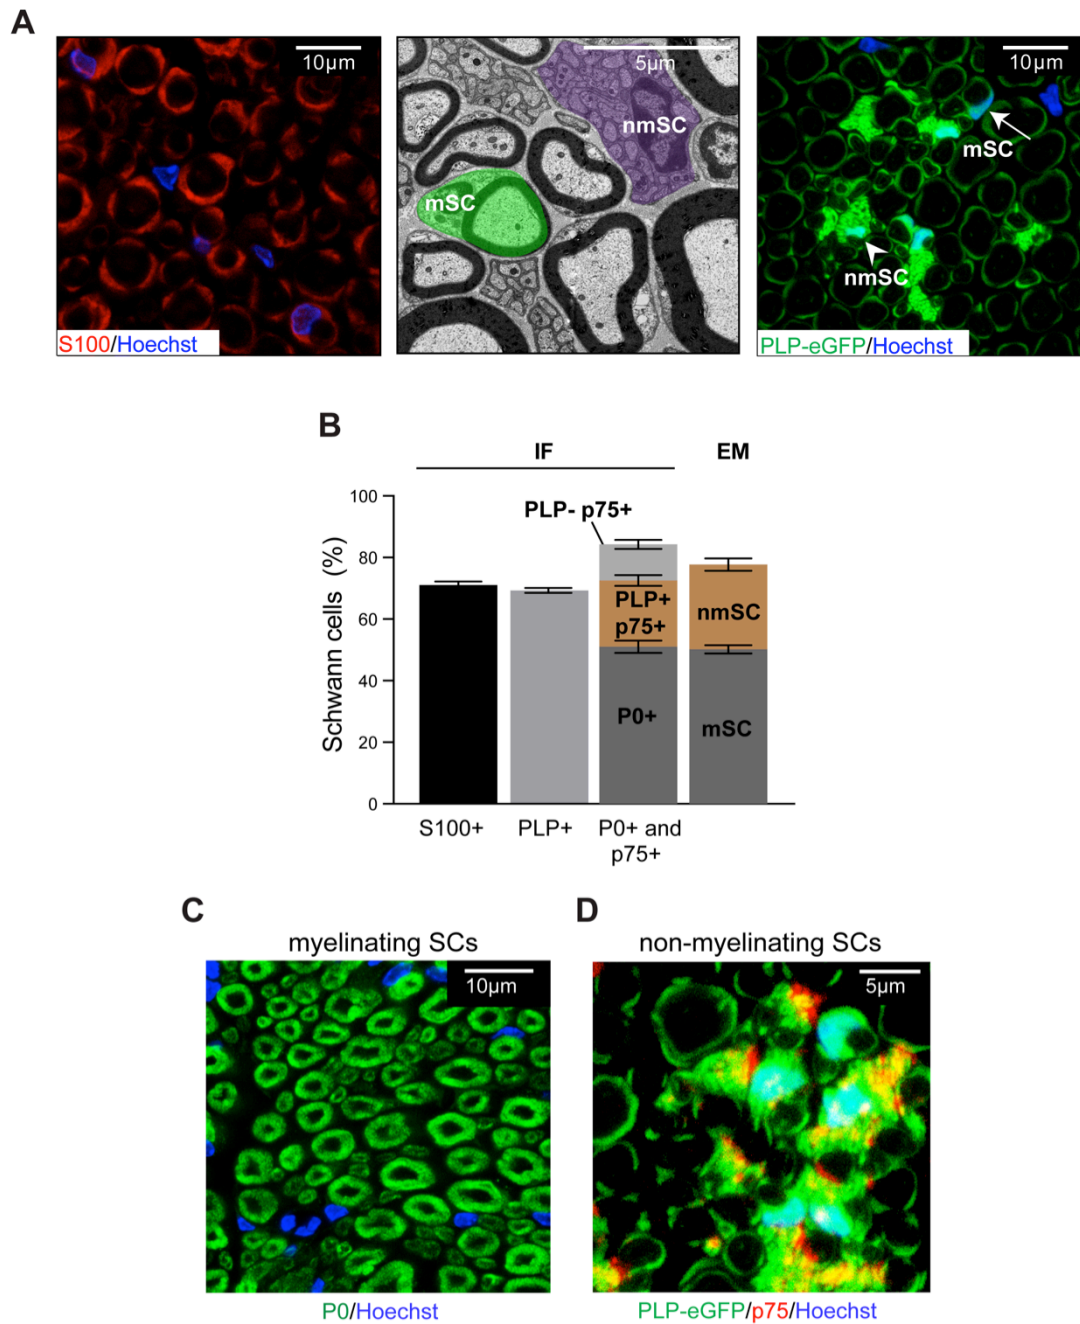 A
10µm
S100/Hoechst
5µm
nmSC
mSC
10µm
mSC
nmSC
PLP-eGFP/Hoechst
B
IF
EM
Schwann cells (%)
100
80
60
40
20
0
PLP- p75+
PLP+
p75+
P0+
nmSC
mSC
S100+
PLP+
P0+ and
p75+
C
myelinating SCs
10µm
P0/Hoechst
D
non-myelinating SCs
5µm
PLP-eGFP/p75/Hoechst